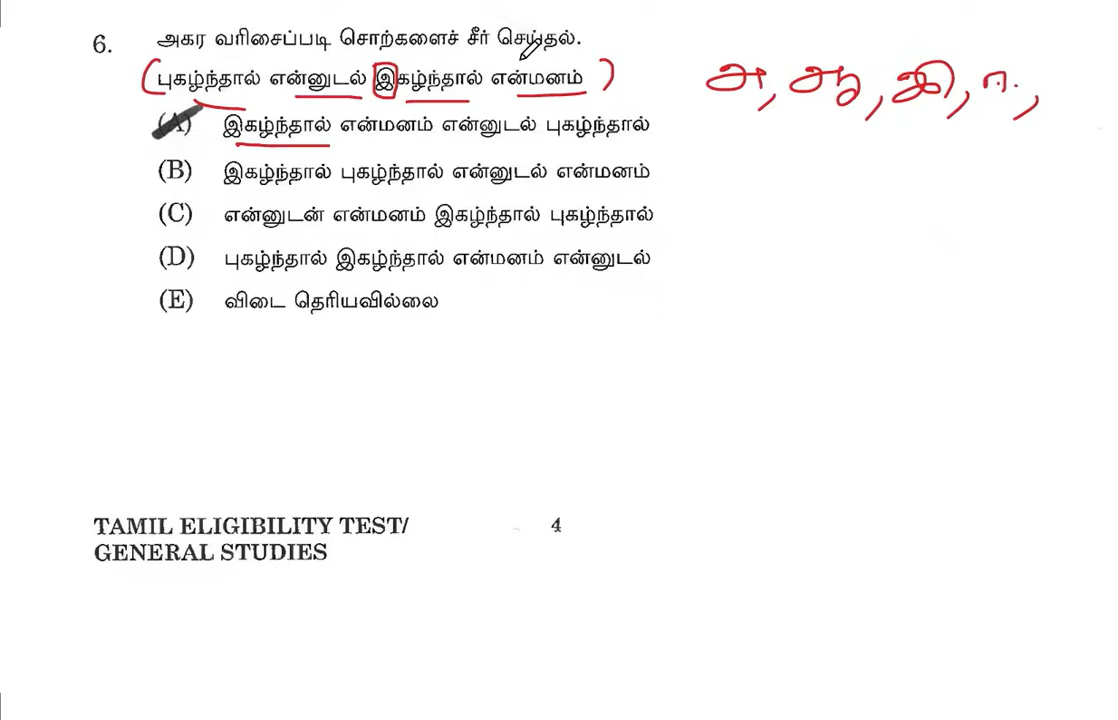 6. அகர வரிசைப்படி சொற்களைச் சீர் செய்தல்.
(புகழ்ந்தால் என்னுடல் இகழ்ந்தால் என்மனம்) அ, ஆ, இ, ஈ,
(A) இகழ்ந்தால் என்மனம் என்னுடல் புகழ்ந்தால்
(B) இகழ்ந்தால் புகழ்ந்தால் என்னுடல் என்மனம்
(C) என்னுடன் என்மனம் இகழ்ந்தால் புகழ்ந்தால்
(D) புகழ்ந்தால் இகழ்ந்தால் என்மனம் என்னுடல்
(E) விடை தெரியவில்லை
TAMIL ELIGIBILITY TEST/ 4
GENERAL STUDIES